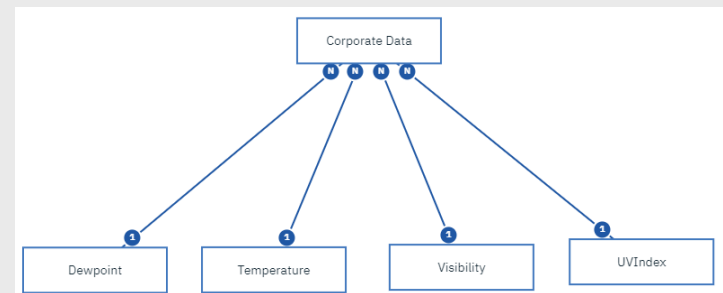 Corporate Data
N N N N
1 1 1 1
Dewpoint
Temperature
Visibility
UVIndex